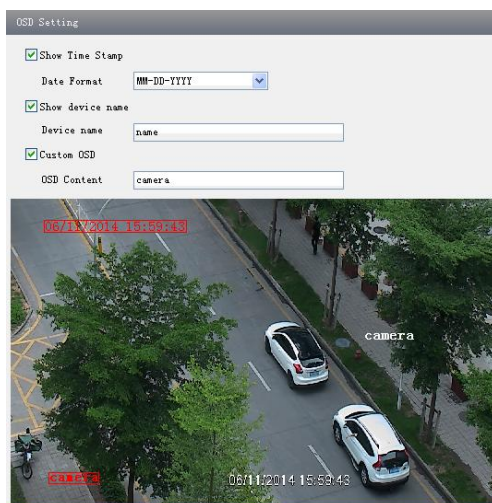 OSD Setting
Show Time Stamp
Date Format MM-DD-YYYY
Show device name
Device name name
Custom OSD
OSD Content camera
06/11/2014 15:59:43
camera
camera
06/11/2014 15:59:43